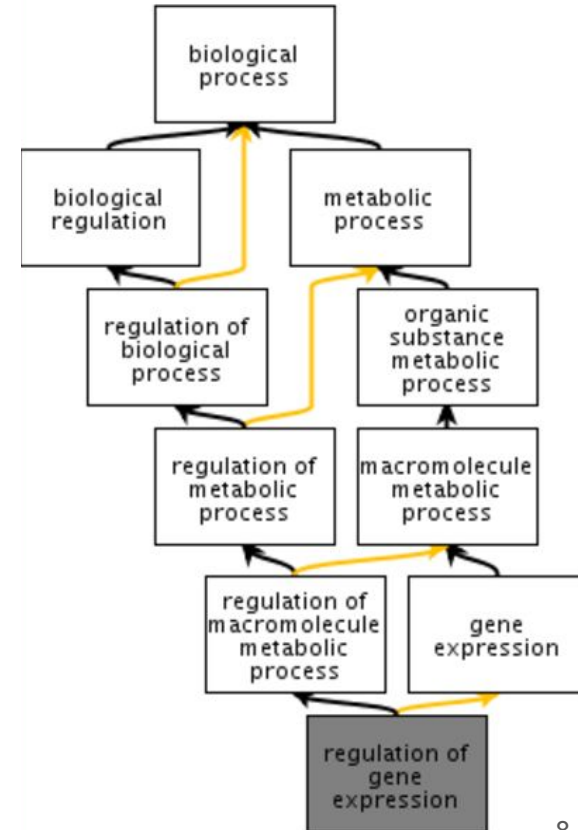 biological
process
biological
regulation
metabolic
process
regulation of
biological
process
organic
substance
metabolic
process
regulation of
metabolic
process
macromolecule
metabolic
process
regulation of
macromolecule
metabolic
process
gene
expression
regulation of
gene
expression
8